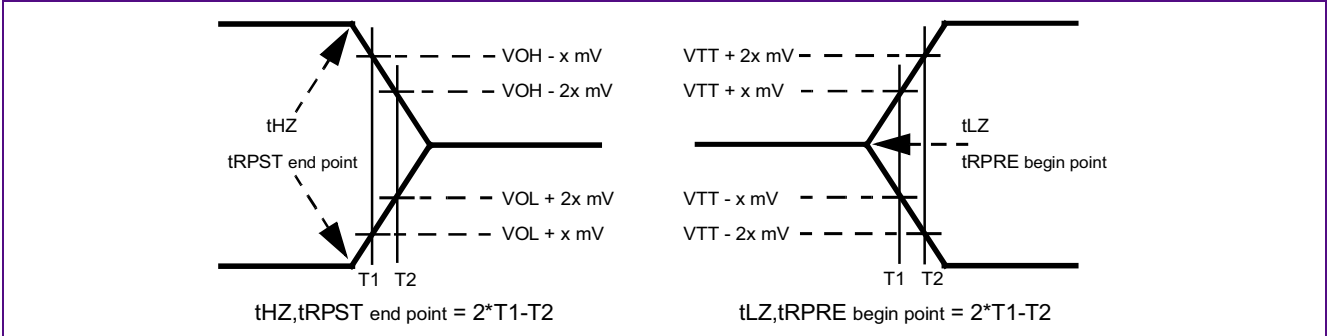 VOH - x mV
VOH - 2x mV
tHZ
tRPST end point
VOL + 2x mV
VOL + x mV
T1 T2
tHZ,tRPST end point = 2*T1-T2
VTT + 2x mV
VTT + x mV
tLZ
tRPRE begin point
VTT - x mV
VTT - 2x mV
T1 T2
tLZ,tRPRE begin point = 2*T1-T2